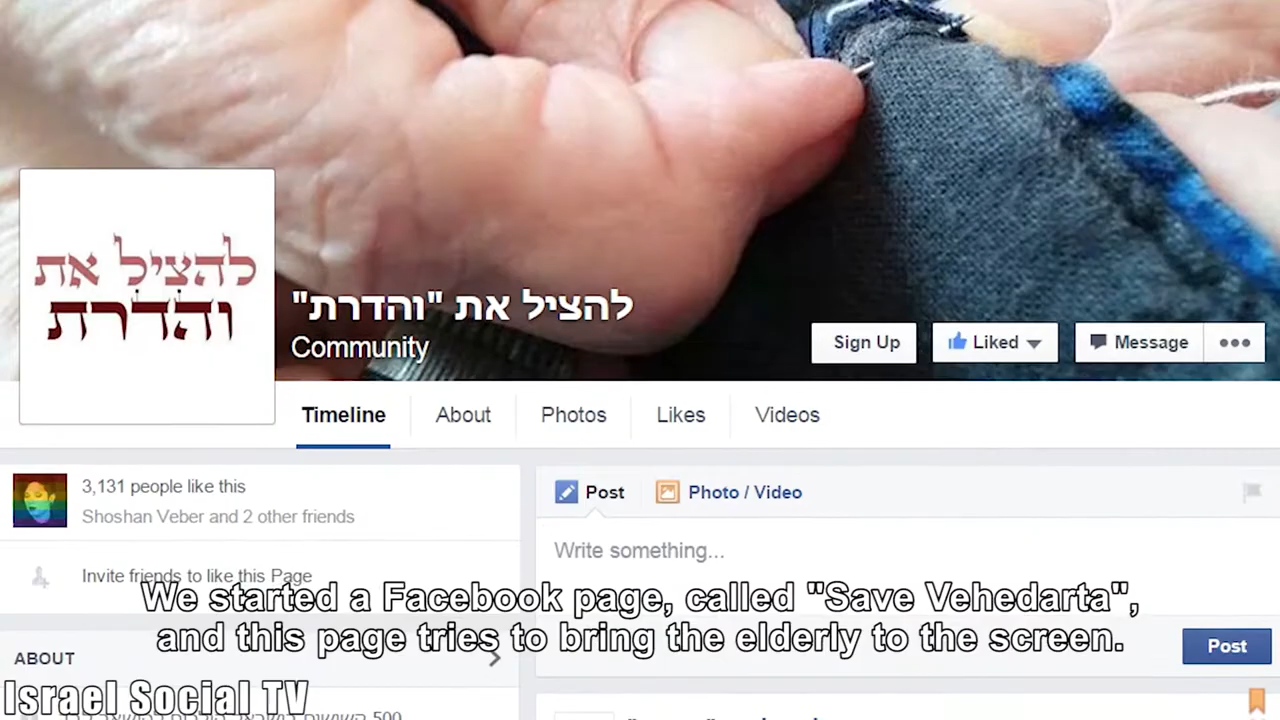 להציל את
והדרת
להציל את "והדרת"
Community
Sign Up
Liked
Message
Timeline
About
Photos
Likes
Videos
3,131 people like this
Shoshan Veber and 2 other friends
Invite friends to like this Page
Post
Photo / Video
Write something...
We started a Facebook page, called "Save Vehedarta",
and this page tries to bring the elderly to the screen.
Post
ABOUT
Israel Social TV
500